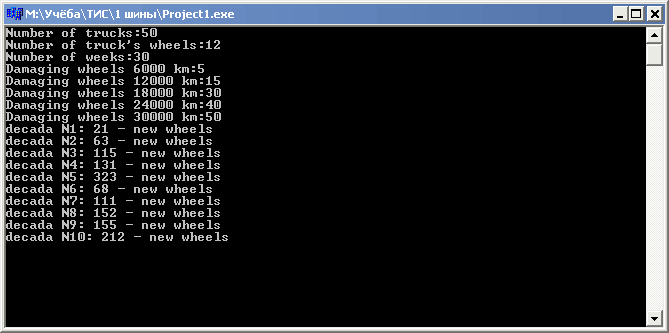 M:\Учёба\ТИС\1 шины\Project1.exe
Number of trucks:50
Number of truck's wheels:12
Number of weeks:30
Damaging wheels 6000 km:5
Damaging wheels 12000 km:15
Damaging wheels 18000 km:30
Damaging wheels 24000 km:40
Damaging wheels 30000 km:50
decada N1: 21 - new wheels
decada N2: 63 - new wheels
decada N3: 115 - new wheels
decada N4: 131 - new wheels
decada N5: 323 - new wheels
decada N6: 68 - new wheels
decada N7: 111 - new wheels
decada N8: 152 - new wheels
decada N9: 155 - new wheels
decada N10: 212 - new wheels